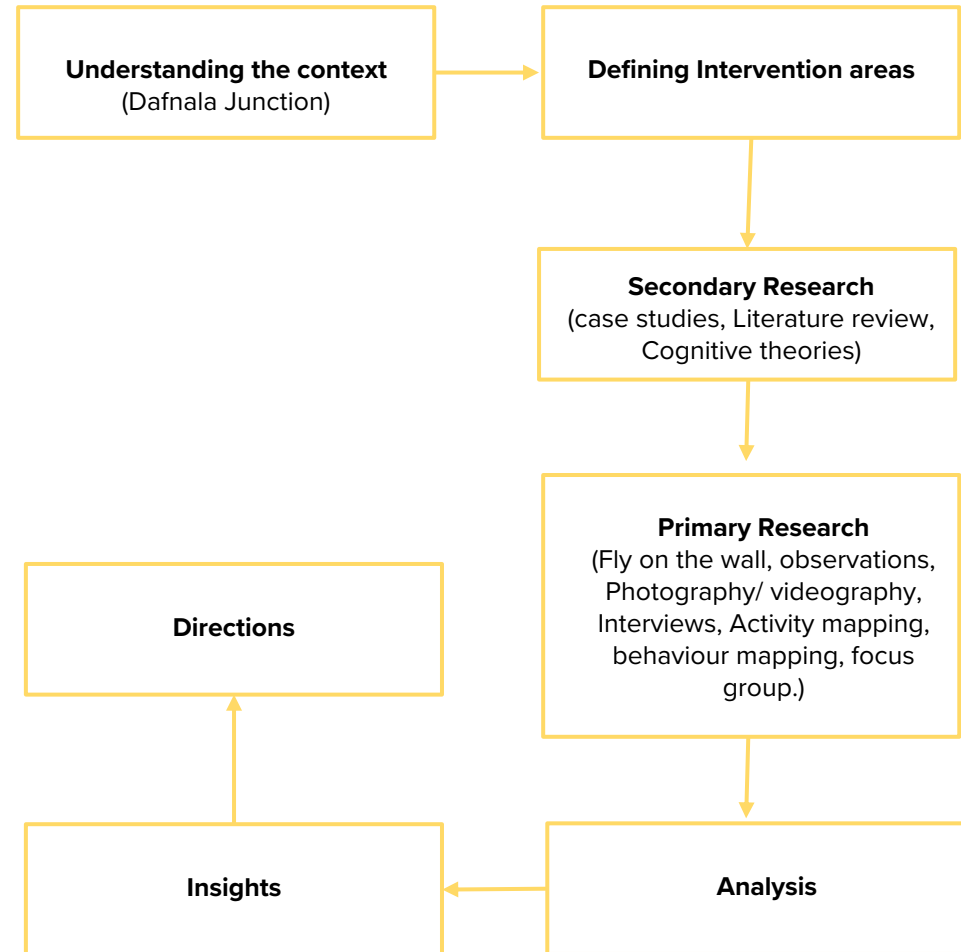 Understanding the context
(Dafnala Junction)
Defining Intervention areas
Secondary Research
(case studies, Literature review,
Cognitive theories)
Primary Research
(Fly on the wall, observations,
Photography/ videography,
Interviews, Activity mapping,
behaviour mapping, focus
group.)
Directions
Insights
Analysis